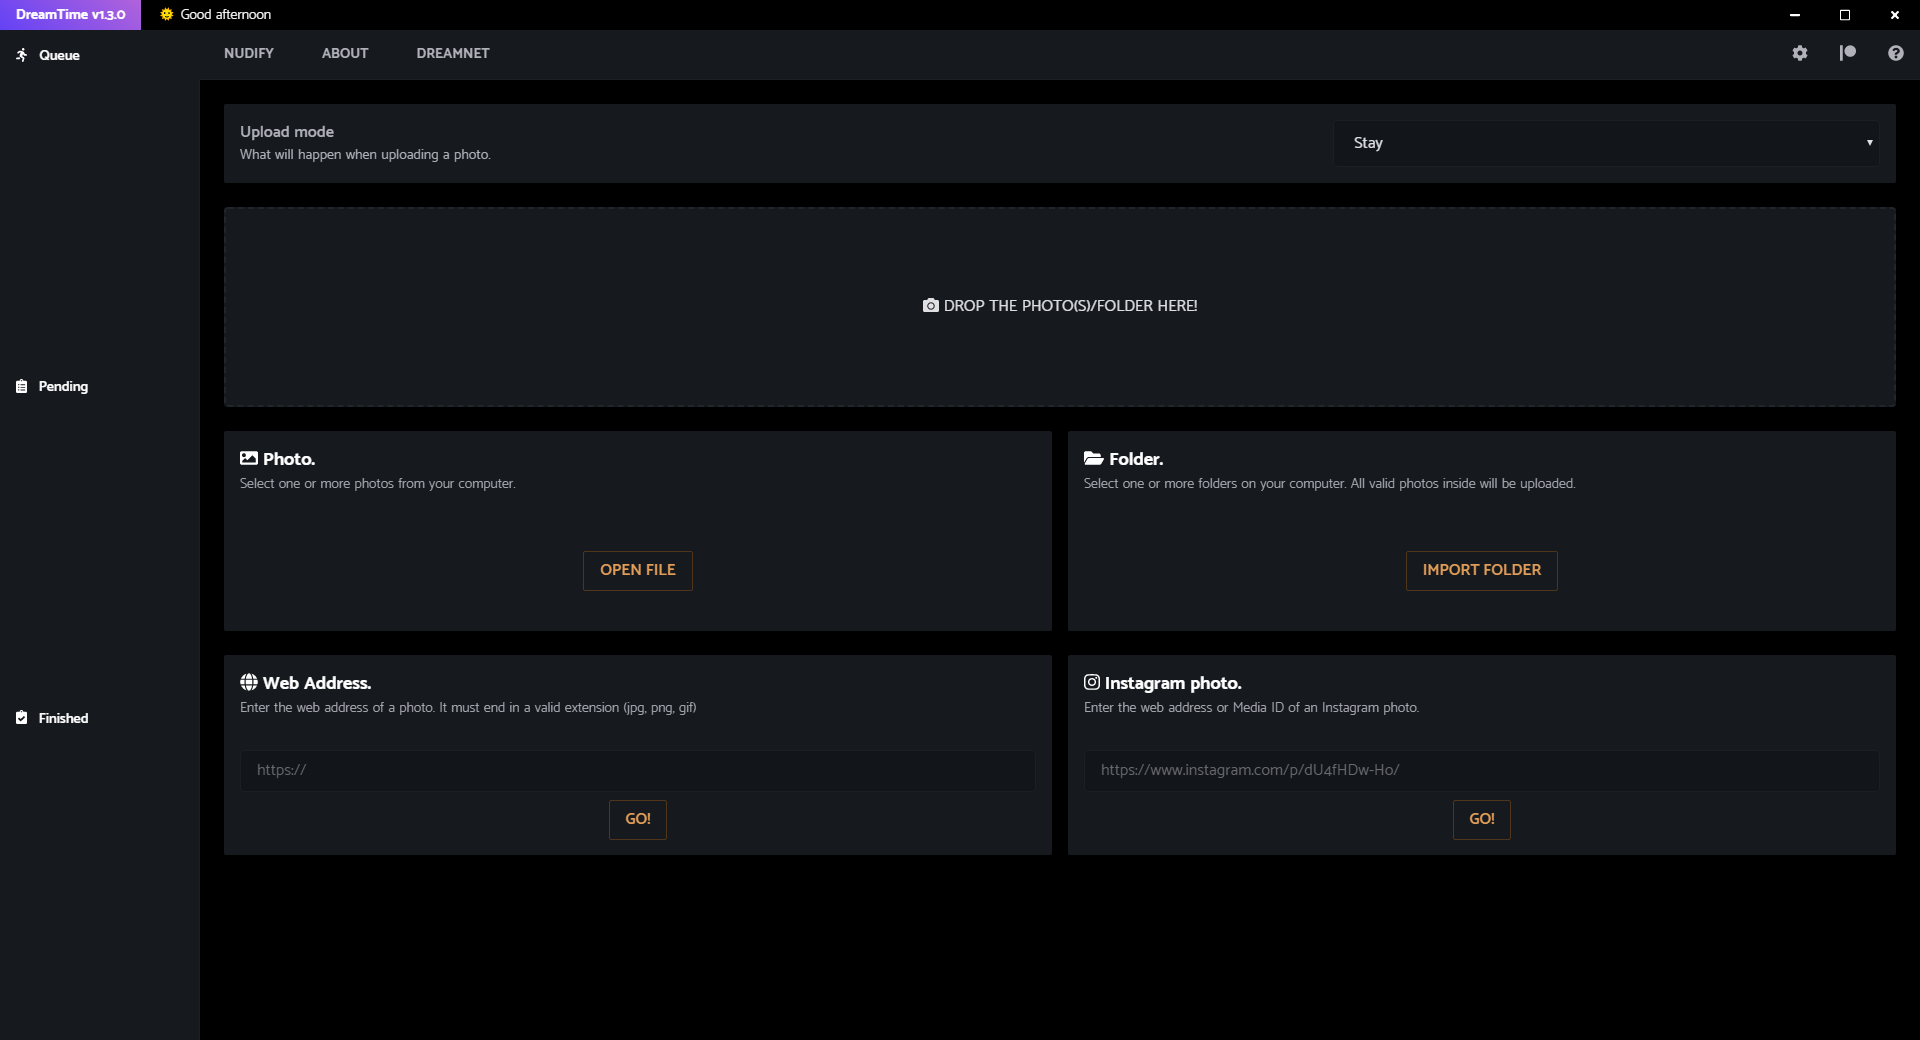 DreamTime v1.3.0
Good afternoon
Queue
NUDIFY
ABOUT
DREAMNET
Upload mode
What will happen when uploading a photo.
Stay
DROP THE PHOTO(S)/FOLDER HERE!
Pending
Photo.
Select one or more photos from your computer.
OPEN FILE
Folder.
Select one or more folders on your computer. All valid photos inside will be uploaded.
IMPORT FOLDER
Finished
Web Address.
Enter the web address of a photo. It must end in a valid extension (jpg, png, gif)
https://
GO!
Instagram photo.
Enter the web address or Media ID of an Instagram photo.
https://www.instagram.com/p/dU4fHDw-Ho/
GO!